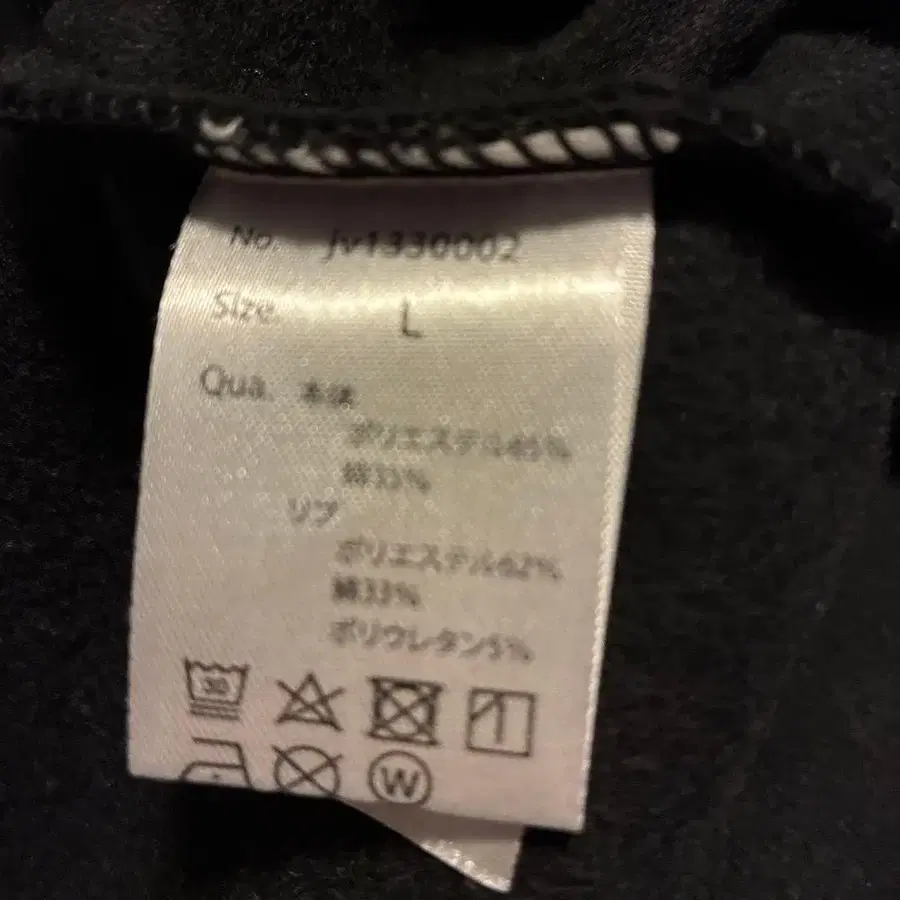 No. jv1330002
Size. L
Qua. 本体
ポリエステル65%
綿35%
リブ
ポリエステル62%
綿33%
ポリウレタン5%
30
W